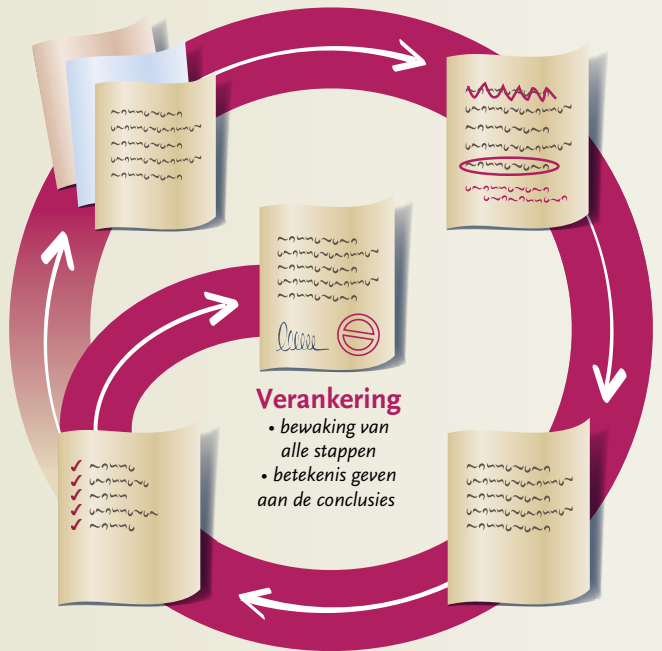 Verankering
• bewaking van
alle stappen
• betekenis geven
aan de conclusies